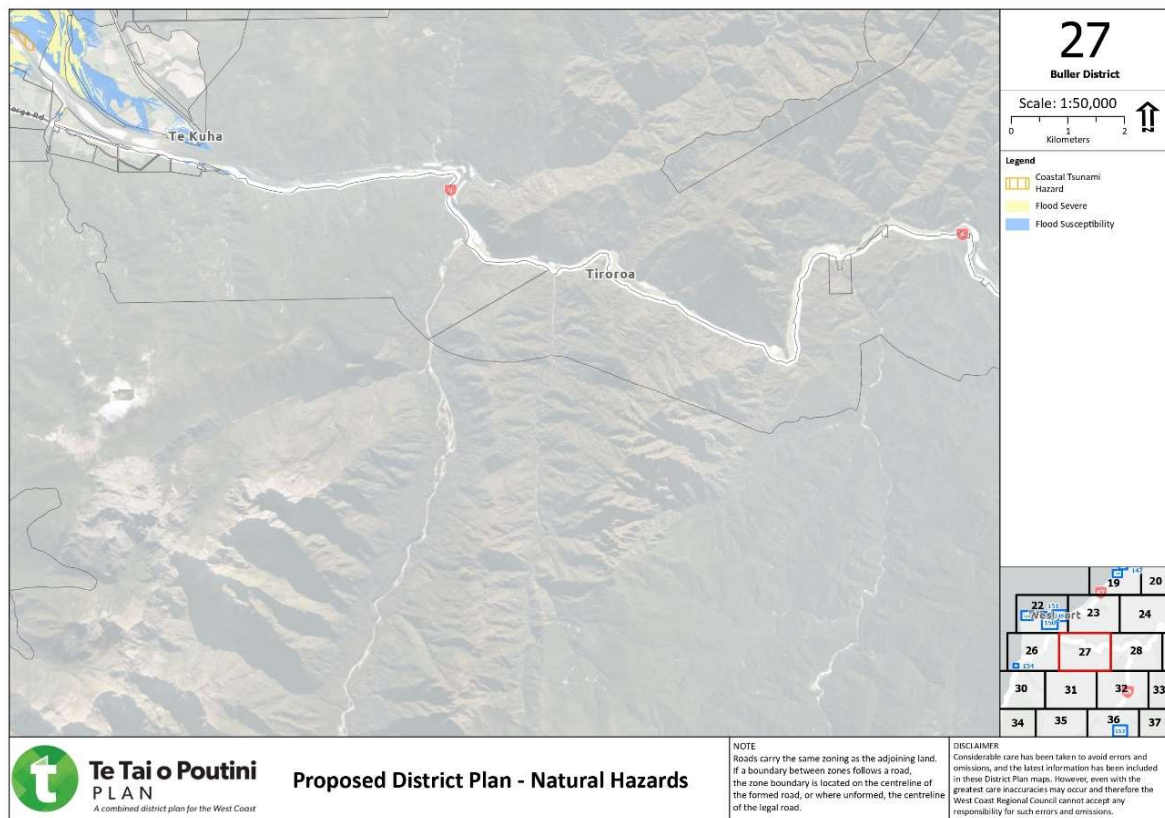 27
Buller District
Scale: 1:50,000
N
0 1 2
Kilometers
Legend
Coastal Tsunami
Hazard
Flood Severe
Flood Susceptibility
Te Kuha
Tiroroa
6
19
147
20
67
22
151
23
24
150
26
27
28
154
30
31
32
33
34
35
36
37
153
Te Tai o Poutini
PLAN
A combined district plan for the West Coast
Proposed District Plan - Natural Hazards
NOTE
Roads carry the same zoning as the adjoining land.
If a boundary between zones follows a road,
the zone boundary is located on the centreline of
the formed road, or where unformed, the centreline
of the legal road.
DISCLAIMER
Considerable care has been taken to avoid errors and
omissions, and the latest information has been included
in these District Plan maps. However, even with the
greatest care inaccuracies may occur and therefore the
West Coast Regional Council cannot accept any
responsibility for such errors and omissions.